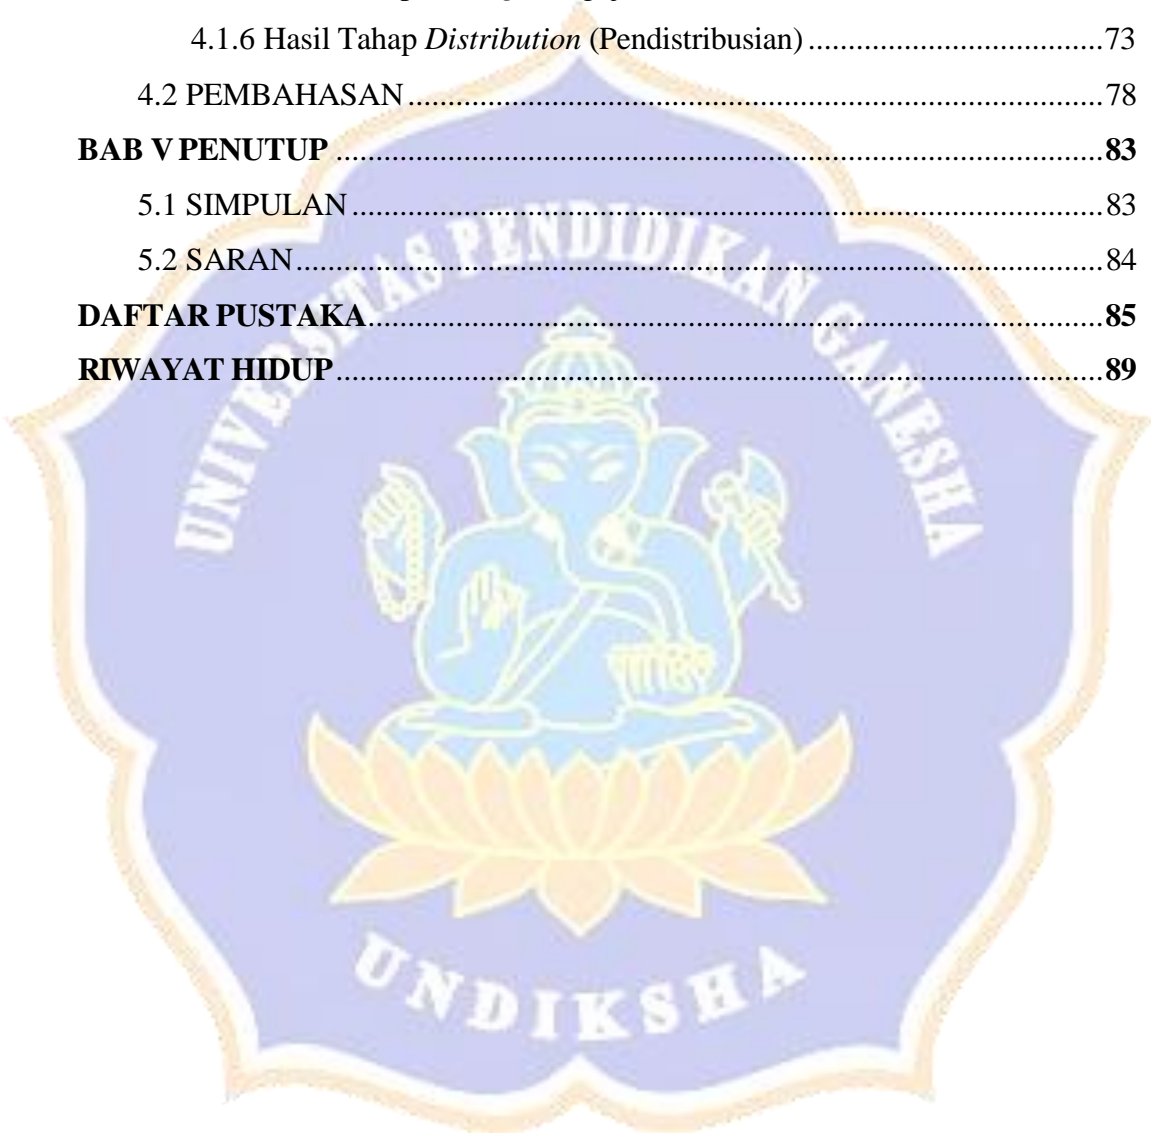 4.1.6 Hasil Tahap Distribution (Pendistribusian) .....................................73
4.2 PEMBAHASAN ........................................................................................78
BAB V PENUTUP ................................................................................................83
5.1 SIMPULAN ...............................................................................................83
5.2 SARAN ......................................................................................................84
DAFTAR PUSTAKA ............................................................................................85
RIWAYAT HIDUP ................................................................................................89
UNIVERSITAS PENDIDIKAN GANESHA
UNDIKSHA